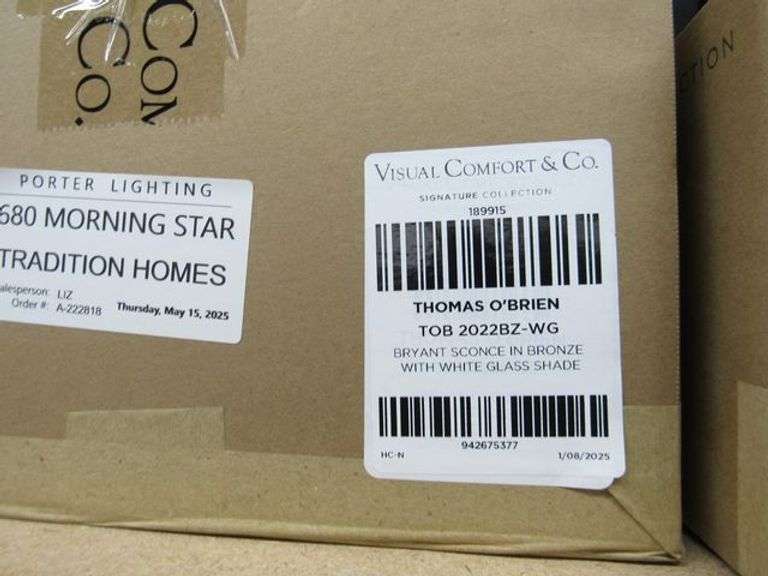 COM
CO.
PORTER LIGHTING
680 MORNING STAR
TRADITION HOMES
alesperson: LIZ
Order #: A-222818 Thursday, May 15, 2025
VISUAL COMFORT & CO.
SIGNATURE COLLECTION
189915
THOMAS O'BRIEN
TOB 2022BZ-WG
BRYANT SCONCE IN BRONZE
WITH WHITE GLASS SHADE
942675377
HC-N 1/08/2025
CTION